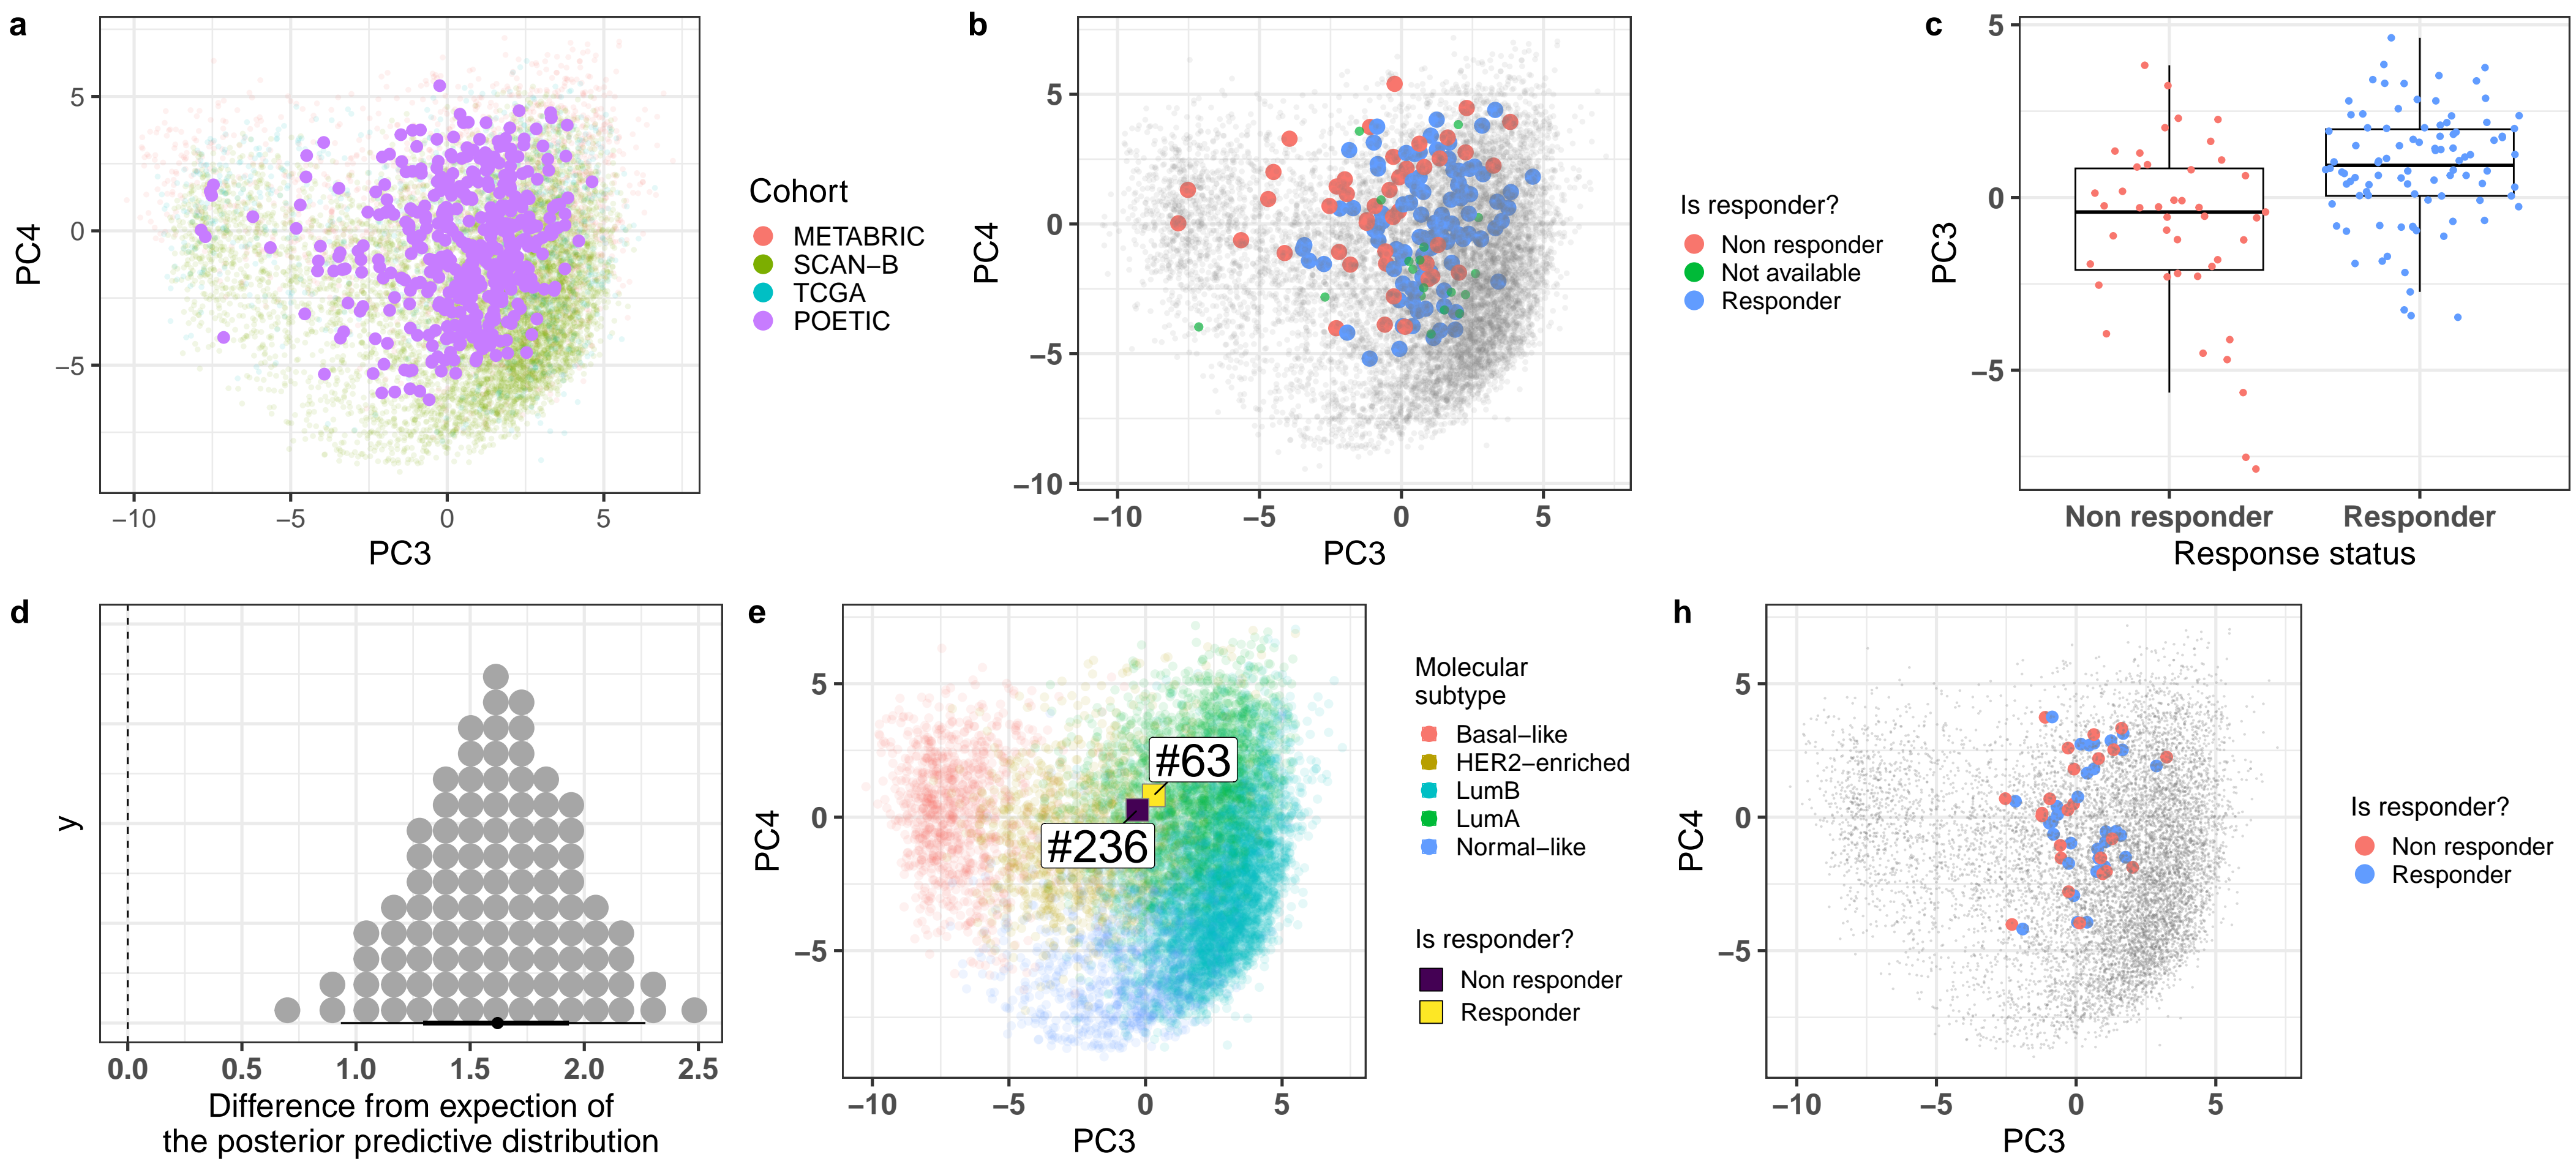 a
5
0
−5
PC4
−10
−5
0
5
PC3
Cohort
METABRIC
SCAN−B
TCGA
POETIC
b
5
0
−5
−10
PC4
−10
−5
0
5
PC3
Is responder?
Non responder
Not available
Responder
c
5
0
−5
PC3
Non responder
Responder
Response status
d
y
0.0
0.5
1.0
1.5
2.0
2.5
Difference from expection of
the posterior predictive distribution
e
5
0
−5
PC4
#63
#236
−10
−5
0
5
PC3
Molecular
subtype
Basal−like
HER2−enriched
LumB
LumA
Normal−like
Is responder?
Non responder
Responder
h
5
0
−5
PC4
−10
−5
0
5
PC3
Is responder?
Non responder
Responder